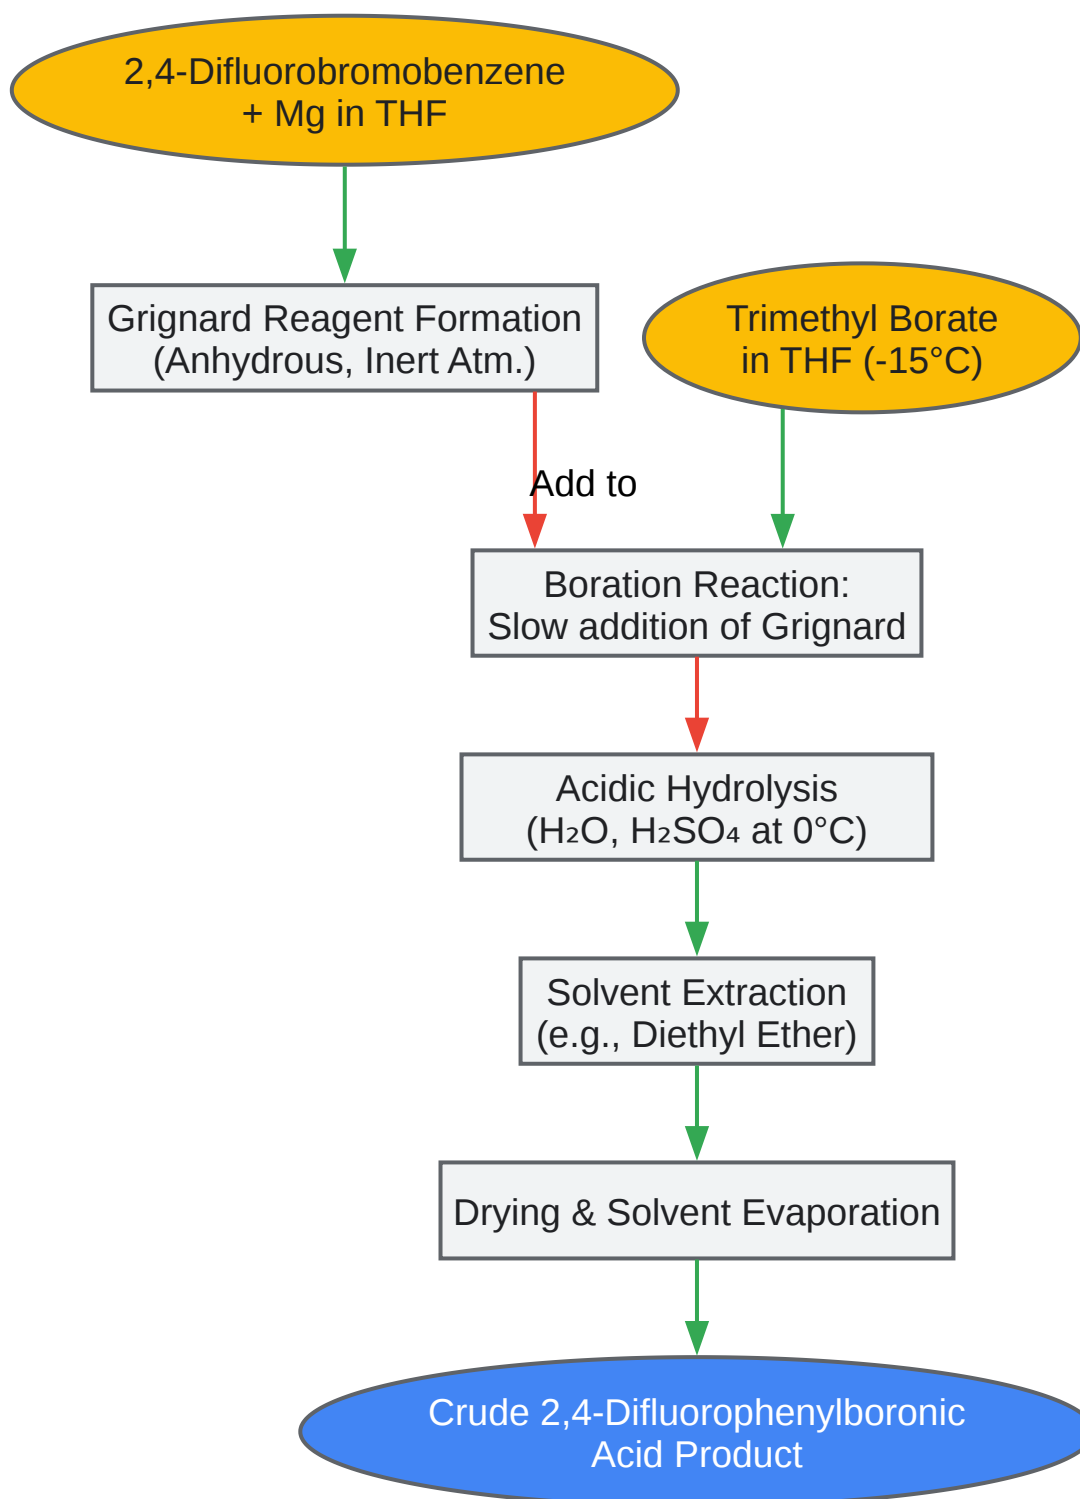 2,4-Difluorobromobenzene
+ Mg in THF
Grignard Reagent Formation
(Anhydrous, Inert Atm.)
Trimethyl Borate
in THF (-15°C)
Add to
Boration Reaction:
Slow addition of Grignard
Acidic Hydrolysis
(H₂O, H₂SO₄ at 0°C)
Solvent Extraction
(e.g., Diethyl Ether)
Drying & Solvent Evaporation
Crude 2,4-Difluorophenylboronic
Acid Product